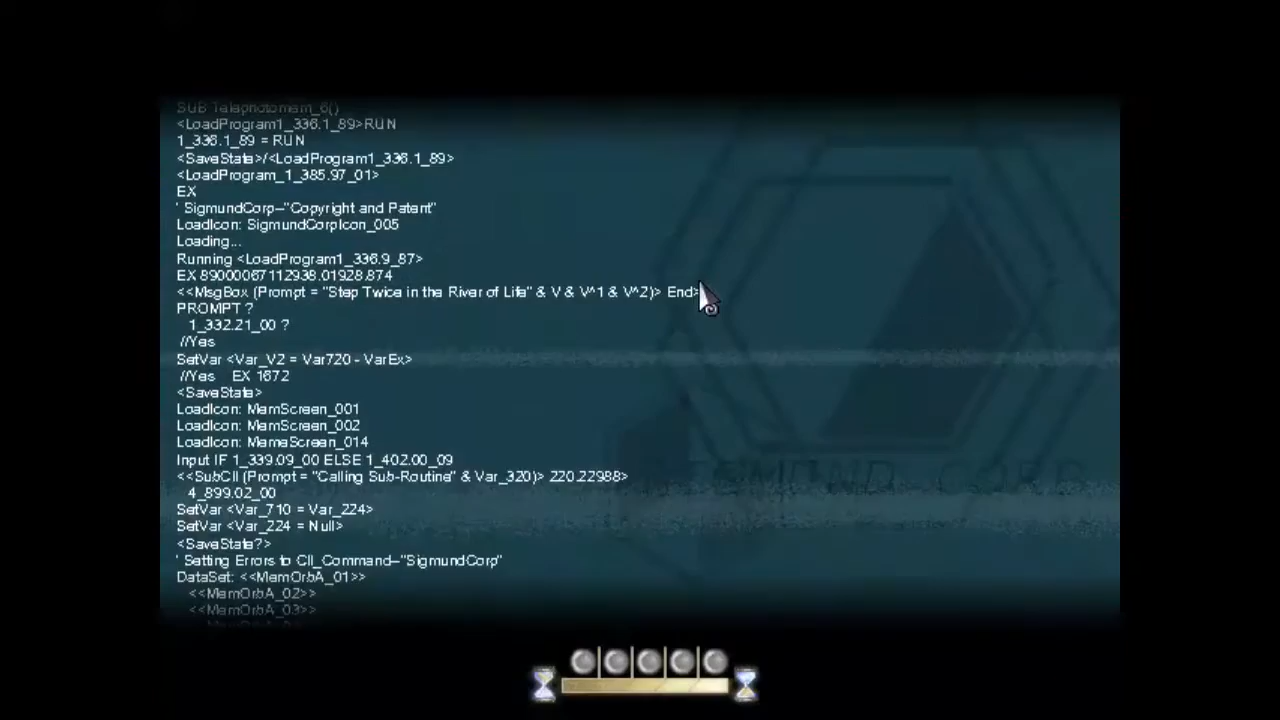 SUB Telephotomem_6()
<LoadProgram1_336.1_89>RUN
1_336.1_89 = RUN
<SaveState>/<LoadProgram1_336.1_89>
<LoadProgram_1_385.97_01>
EX
' SigmundCorp--"Copyright and Patent"
LoadIcon: SigmundCorpIcon_005
Loading...
Running <LoadProgram1_336.9_87>
EX 89000067112938.01928.874
<<MsgBox (Prompt = "Step Twice in the River of Life" & V & V^1 & V^2)> End>
PROMPT ?
1_332.21_00 ?
//Yes
SetVar <Var_V2 = Var720 - VarEx>
//Yes EX 1672
<SaveState>
LoadIcon: MemScreen_001
LoadIcon: MemScreen_002
LoadIcon: MemeScreen_014
Input IF 1_339.09_00 ELSE 1_402.00_09
<<SubCll (Prompt = "Calling Sub-Routine" & Var_320)> 220.22988>
4_899.02_00
SetVar <Var_710 = Var_224>
SetVar <Var_224 = Null>
<SaveState?>
' Setting Errors to Cll_Command--"SigmundCorp"
DataSet: <<MemOrbA_01>>
<<MemOrbA_02>>
<<MemOrbA_03>>
SIGMUND CORP